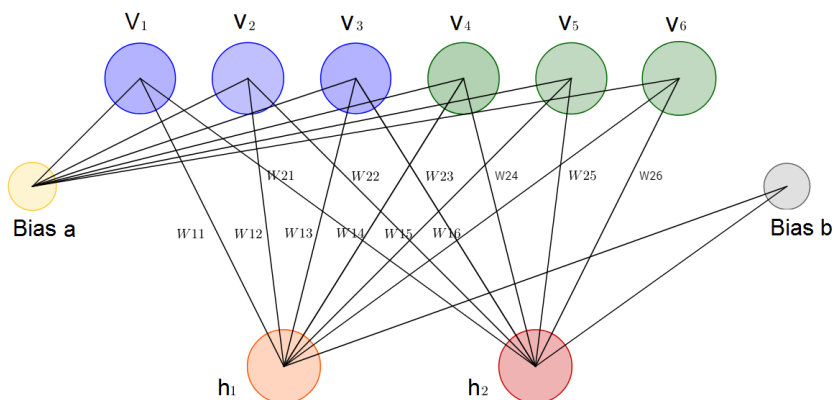 V₁ V₂ V₃ V₄ V₅ V₆
W21 W22 W23 W24 W25 W26
Bias a Bias b
W11 W12 W13 W14 W15 W16
h₁ h₂